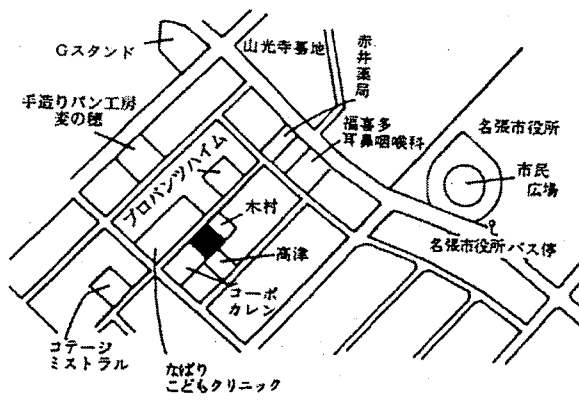 Gスタンド
山光寺墓地
赤井薬局
手造りパン工房
変の穂
福喜多
耳鼻咽喉科
名張市役所
市民
広場
プロバンツハイム
木村
名張市役所バス停
高津
コーポ
カレン
コテージ
ミストラル
なばり
こどもクリニック